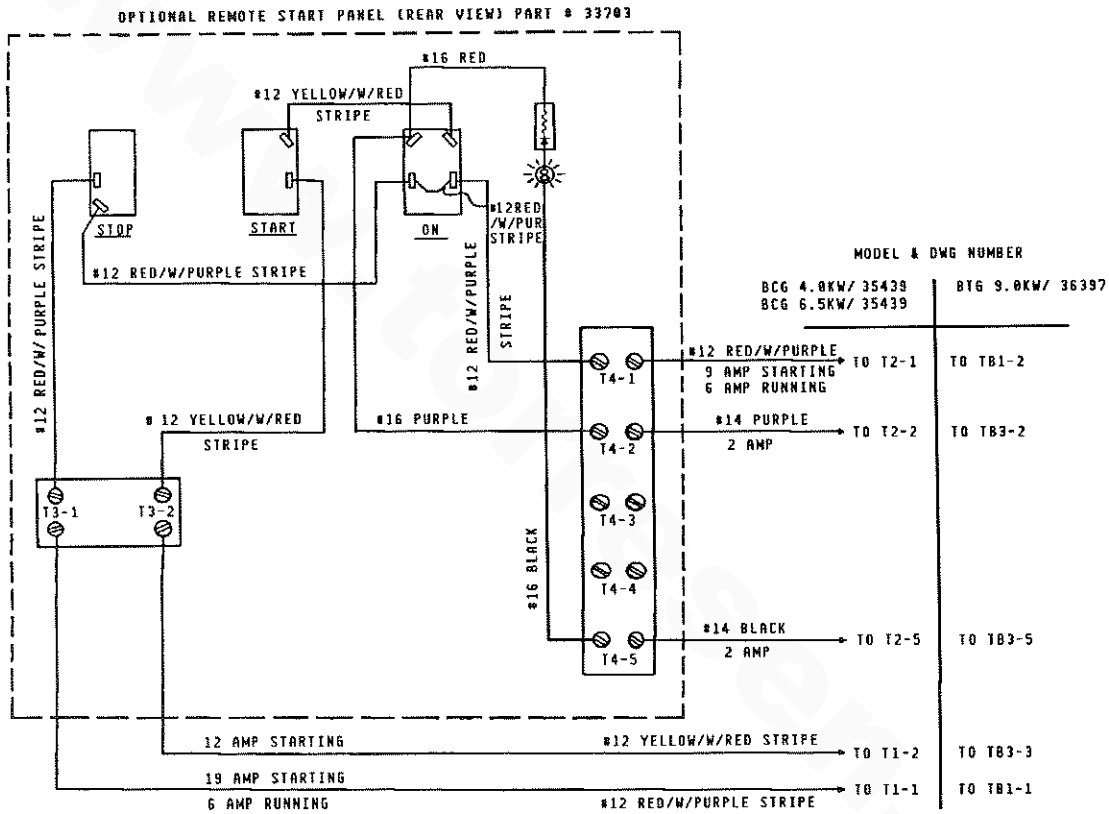 OPTIONAL REMOTE START PANEL (REAR VIEW) PART # 33703
#16 RED
#12 YELLOW/W/RED
STRIPE
STOP
START
ON
#12RED
/W/PUR
STRIPE
#12 RED/W/PURPLE STRIPE
#12 RED/W/PURPLE STRIPE
#12 RED/W/PURPLE
STRIPE
MODEL & DWG NUMBER
BCG 4.0KW/ 35439
BCG 6.5KW/ 35439
BTG 9.0KW/ 36397
#12 RED/W/PURPLE
9 AMP STARTING
6 AMP RUNNING
TO T2-1
TO TB1-2
T4-1
# 12 YELLOW/W/RED
STRIPE
#16 PURPLE
#14 PURPLE
2 AMP
TO T2-2
TO TB3-2
T4-2
T3-1
T3-2
T4-3
#16 BLACK
T4-4
#14 BLACK
2 AMP
TO T2-5
TO TB3-5
T4-5
12 AMP STARTING
#12 YELLOW/W/RED STRIPE
TO T1-2
TO TB3-3
19 AMP STARTING
6 AMP RUNNING
#12 RED/W/PURPLE STRIPE
TO T1-1
TO TB1-1